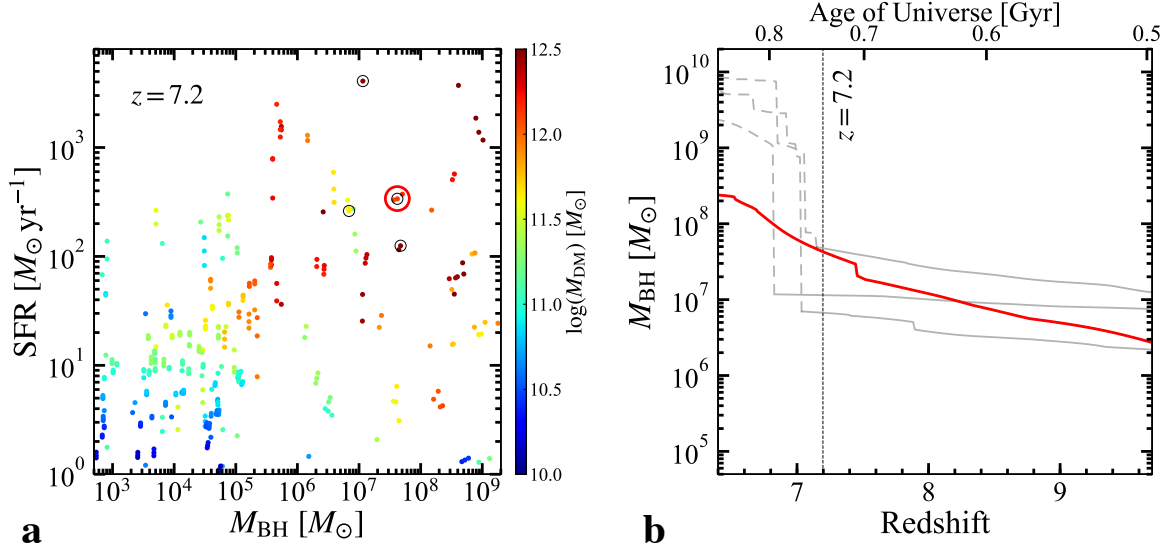 z = 7.2
SFR [M⊙ yr⁻¹]
10³
10²
10¹
10⁰
10³ 10⁴ 10⁵ 10⁶ 10⁷ 10⁸ 10⁹
M_BH [M⊙]
12.5
12.0
11.5
11.0
10.5
10.0
log(M_DM) [M⊙]
a
Age of Universe [Gyr]
0.8 0.7 0.6 0.5
M_BH [M⊙]
10¹⁰
10⁹
10⁸
10⁷
10⁶
10⁵
z = 7.2
7 8 9
Redshift
b